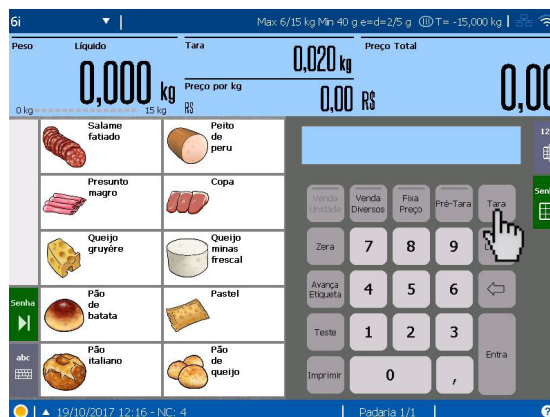 6i
Max 6/15 kg Min 40 g e=d=2/5 g III T= -15,000 kg
Peso Líquido
0,000 kg
0 kg 15 kg
Tara
0,020 kg
Preço por kg
R$ 0,00
Preço Total
R$ 0,00
Salame fatiado
Peito de peru
Presunto magro
Copa
Queijo gruyére
Queijo minas frescal
Pão de batata
Pastel
Pão italiano
Pão de queijo
Senha
abc
Venda Unidade
Venda Diversos
Fixa Preço
Pré-Tara
Tara
Zera 7 8 9
Avança Etiqueta 4 5 6
Teste 1 2 3
Entra
Imprimir 0 ,
19/10/2017 12:16 - NC: 4
Padaria 1/1